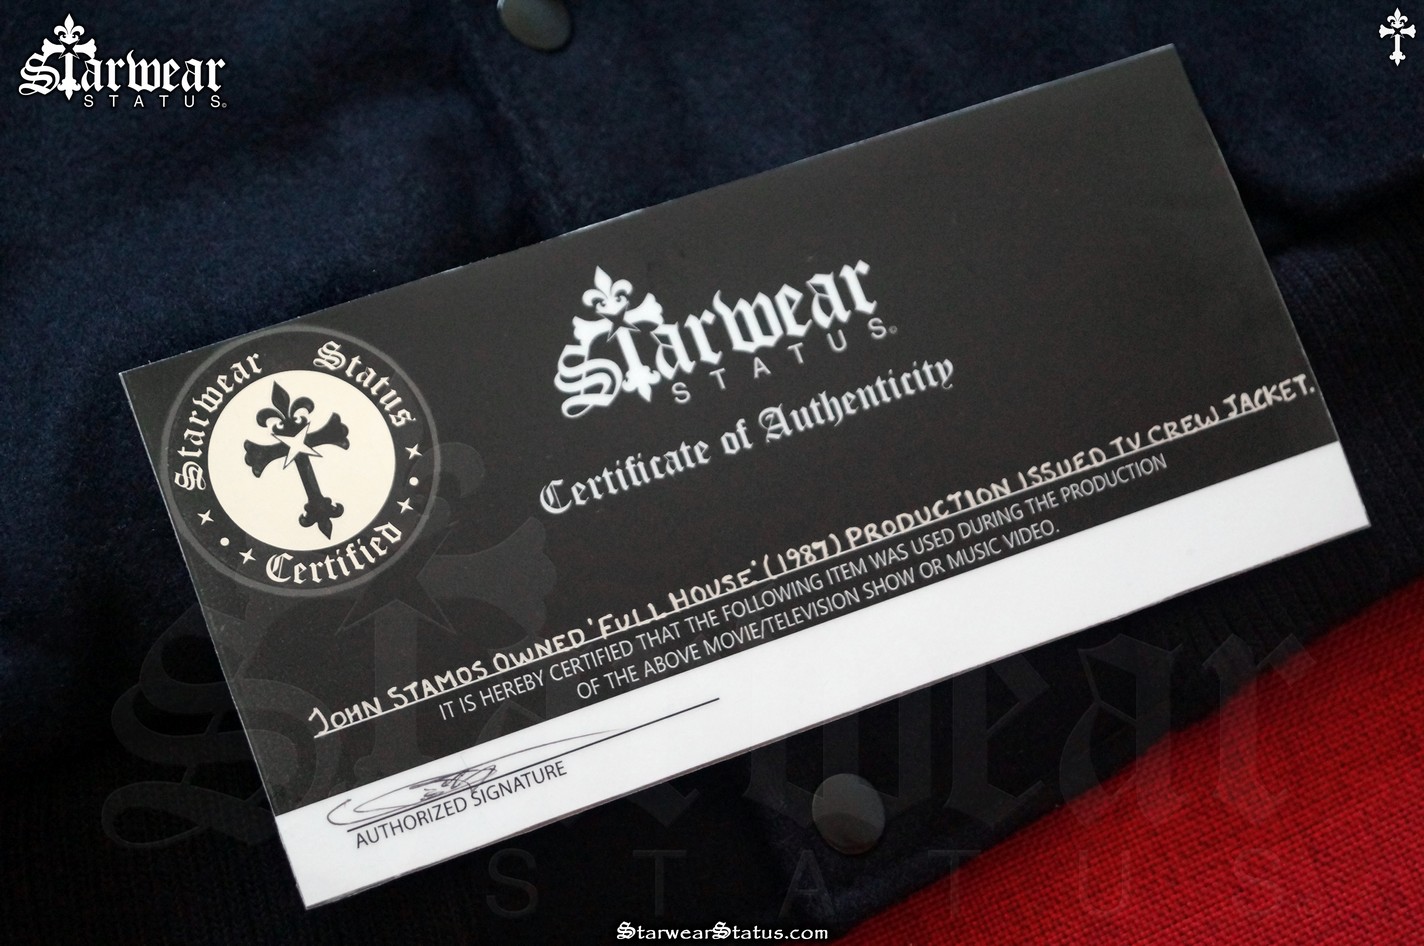 Starwear
STATUS
Starwear
STATUS
Certificate of Authenticity
Starwear Status
Certified
JOHN STAMOS OWNED 'FULL HOUSE' (1987) PRODUCTION ISSUED TV CREW JACKET.
IT IS HEREBY CERTIFIED THAT THE FOLLOWING ITEM WAS USED DURING THE PRODUCTION
OF THE ABOVE MOVIE/TELEVISION SHOW OR MUSIC VIDEO.
AUTHORIZED SIGNATURE
Starwear
STATUS
StarwearStatus.com